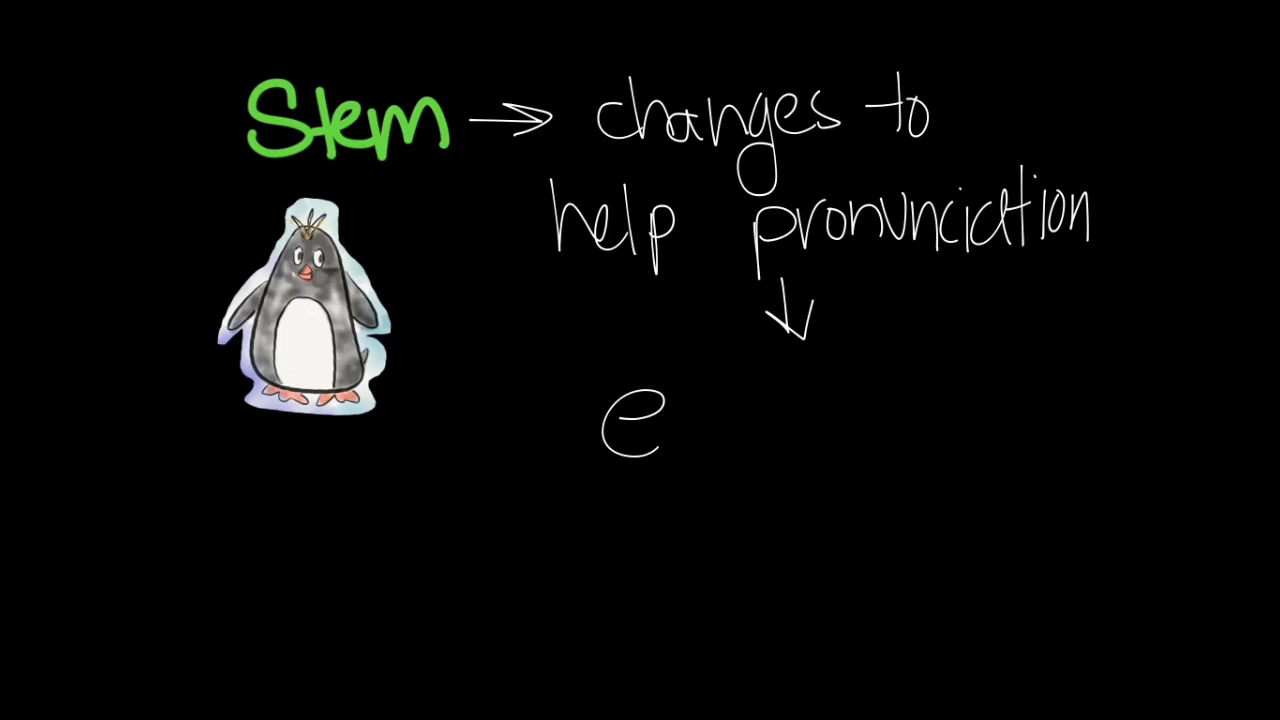 Stem → changes to
help pronunciation
↓
e